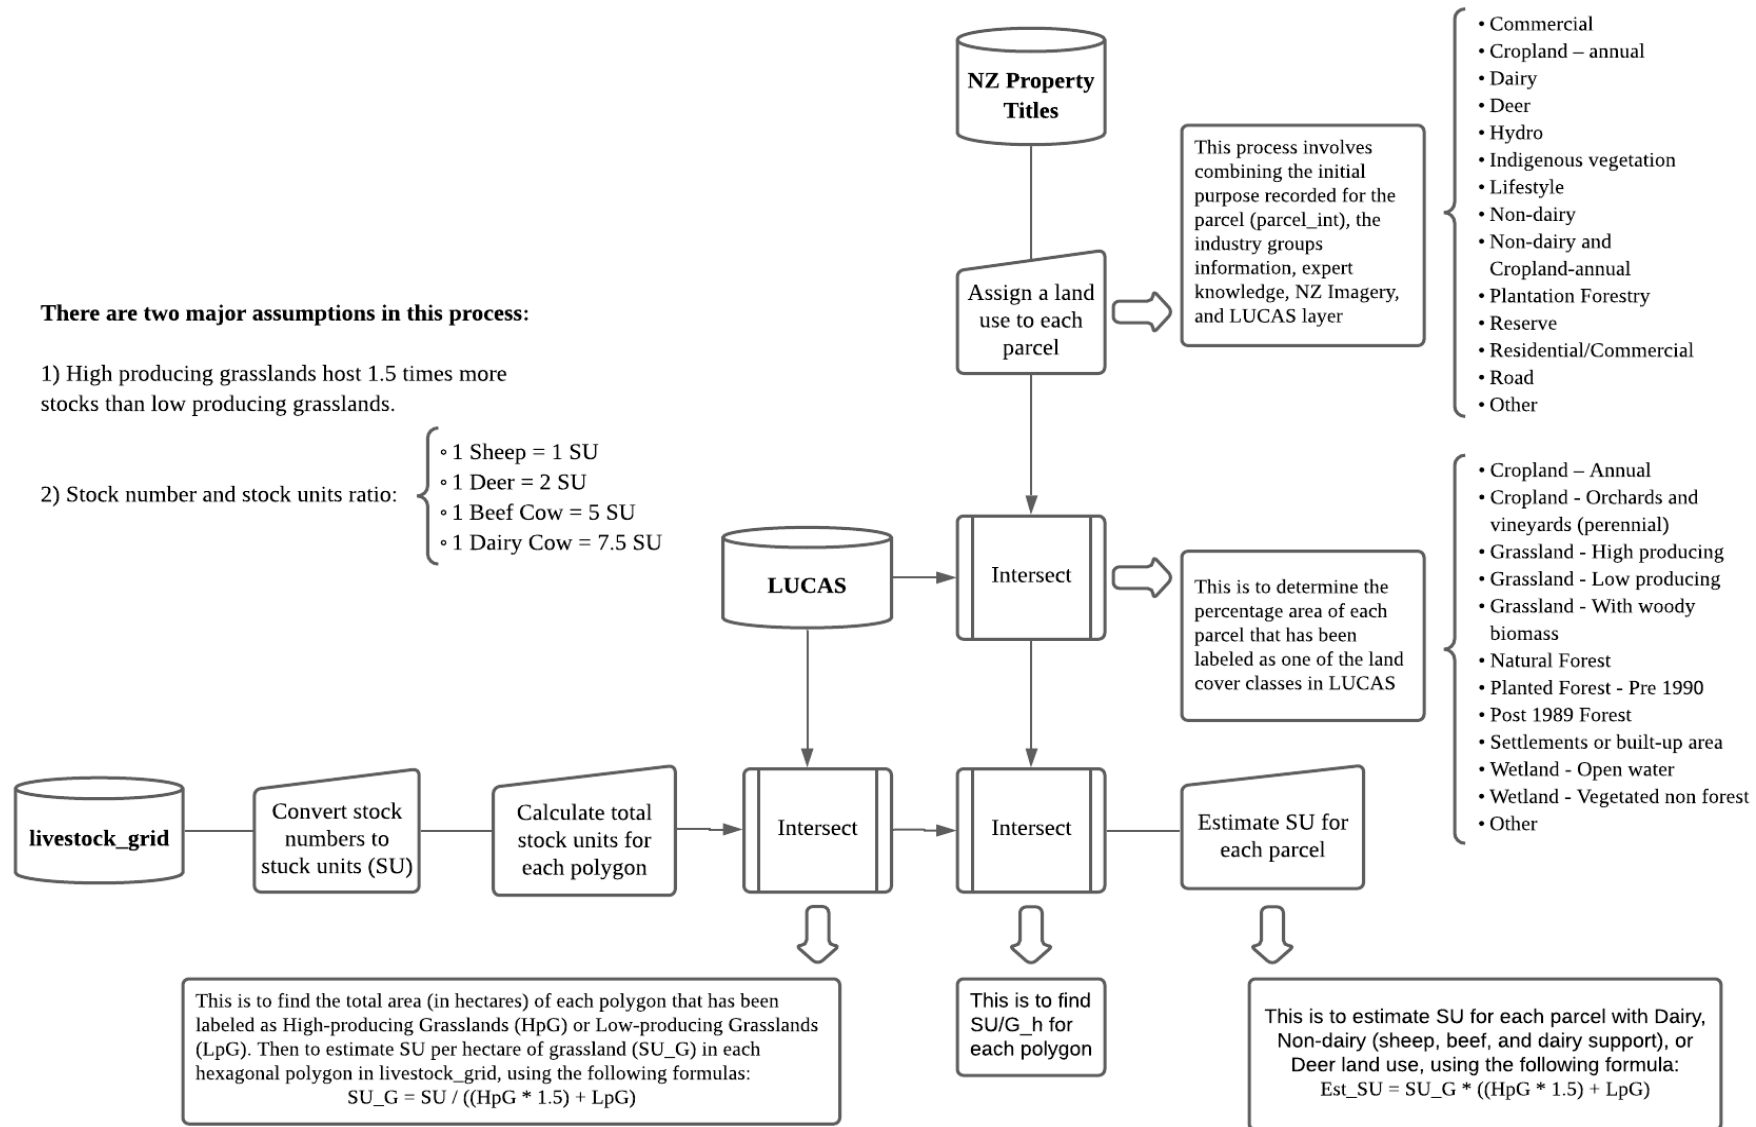 NZ Property
Titles
• Commercial
• Cropland – annual
• Dairy
• Deer
• Hydro
• Indigenous vegetation
• Lifestyle
• Non-dairy
• Non-dairy and
Cropland-annual
• Plantation Forestry
• Reserve
• Residential/Commercial
• Road
• Other
This process involves
combining the initial
purpose recorded for the
parcel (parcel_int), the
industry groups
information, expert
knowledge, NZ Imagery,
and LUCAS layer
Assign a land
use to each
parcel
There are two major assumptions in this process:
1) High producing grasslands host 1.5 times more
stocks than low producing grasslands.
2) Stock number and stock units ratio:
∘ 1 Sheep = 1 SU
∘ 1 Deer = 2 SU
∘ 1 Beef Cow = 5 SU
∘ 1 Dairy Cow = 7.5 SU
LUCAS
Intersect
This is to determine the
percentage area of each
parcel that has been
labeled as one of the land
cover classes in LUCAS
• Cropland – Annual
• Cropland - Orchards and
vineyards (perennial)
• Grassland - High producing
• Grassland - Low producing
• Grassland - With woody
biomass
• Natural Forest
• Planted Forest - Pre 1990
• Post 1989 Forest
• Settlements or built-up area
• Wetland - Open water
• Wetland - Vegetated non forest
• Other
livestock_grid
Convert stock
numbers to
stuck units (SU)
Calculate total
stock units for
each polygon
Intersect
Intersect
Estimate SU for
each parcel
This is to find the total area (in hectares) of each polygon that has been
labeled as High-producing Grasslands (HpG) or Low-producing Grasslands
(LpG). Then to estimate SU per hectare of grassland (SU_G) in each
hexagonal polygon in livestock_grid, using the following formulas:
SU_G = SU / ((HpG * 1.5) + LpG)
This is to find
SU/G_h for
each polygon
This is to estimate SU for each parcel with Dairy,
Non-dairy (sheep, beef, and dairy support), or
Deer land use, using the following formula:
Est_SU = SU_G * ((HpG * 1.5) + LpG)